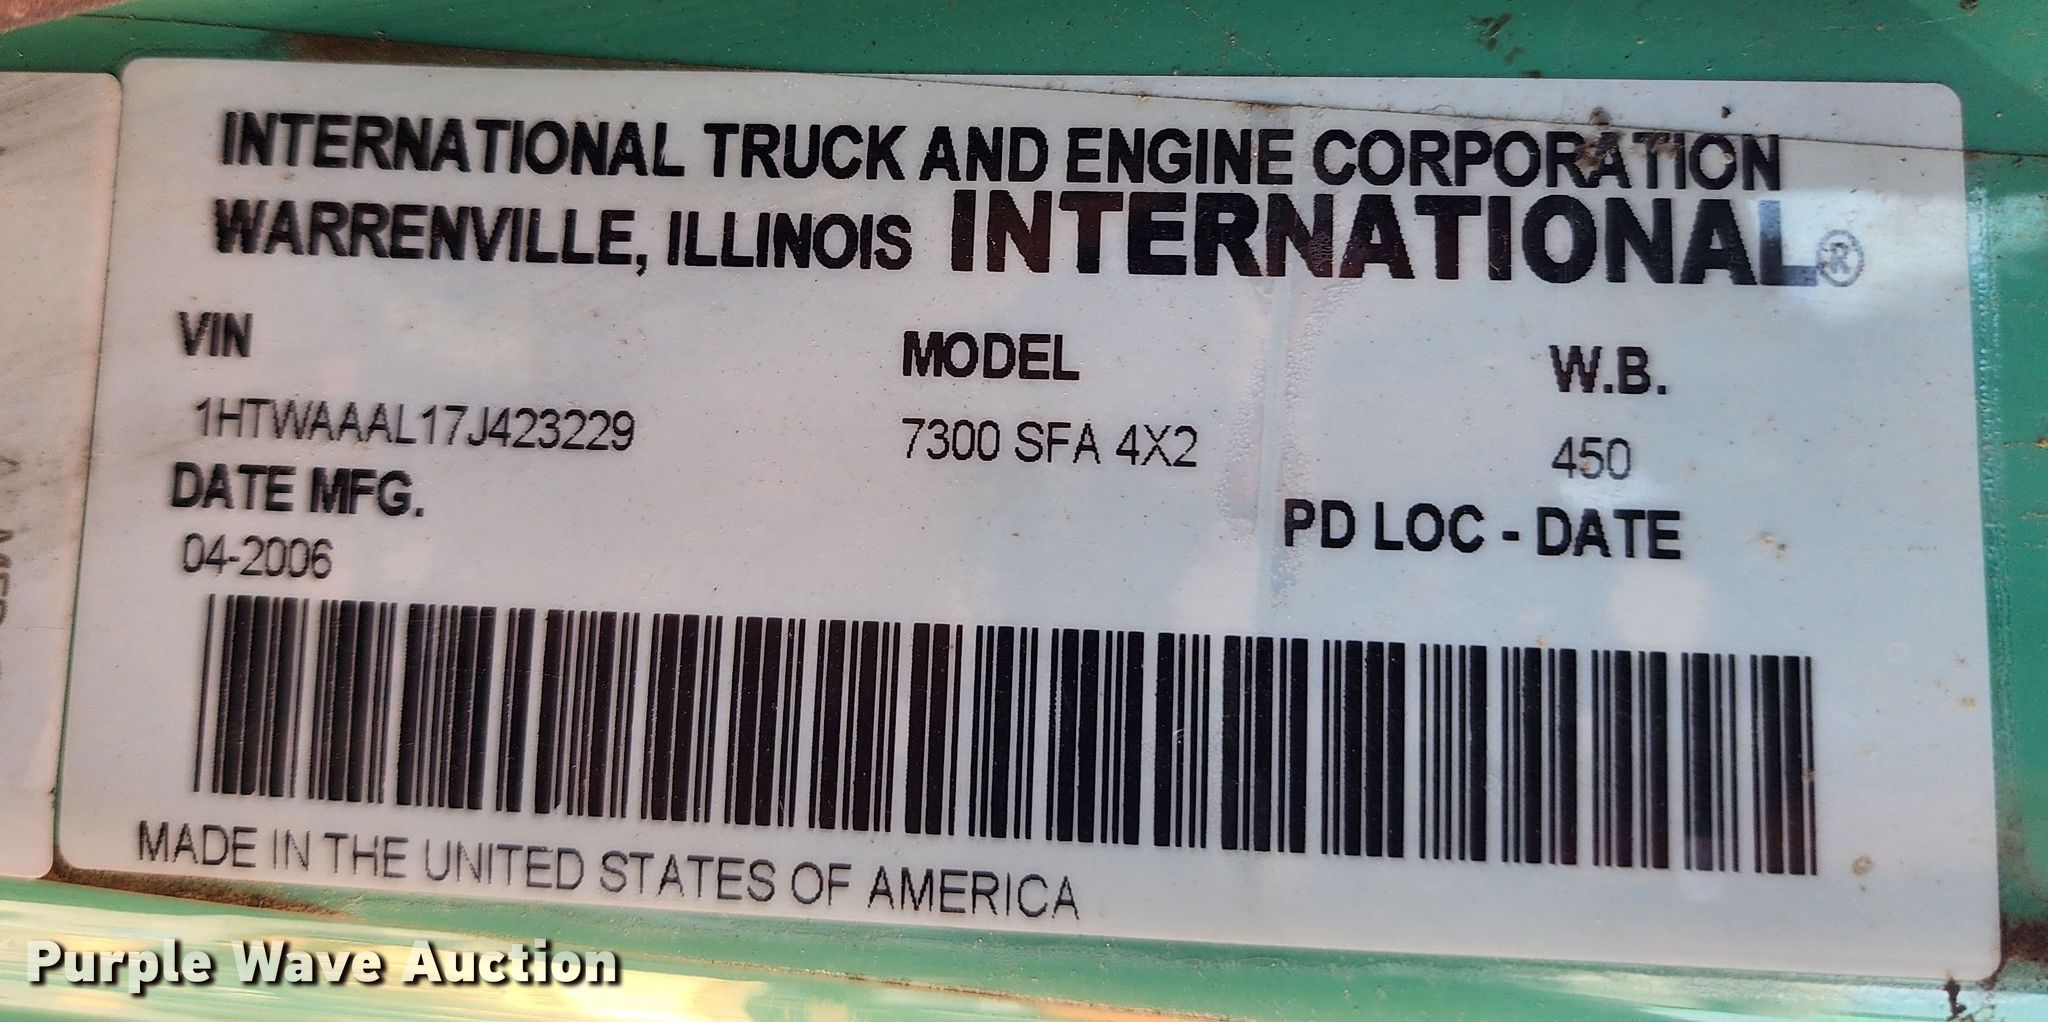 INTERNATIONAL TRUCK AND ENGINE CORPORATION
WARRENVILLE, ILLINOIS INTERNATIONAL®
VIN MODEL W.B.
1HTWAAAL17J423229 7300 SFA 4X2 450
DATE MFG. PD LOC - DATE
04-2006
MADE IN THE UNITED STATES OF AMERICA
Purple Wave Auction